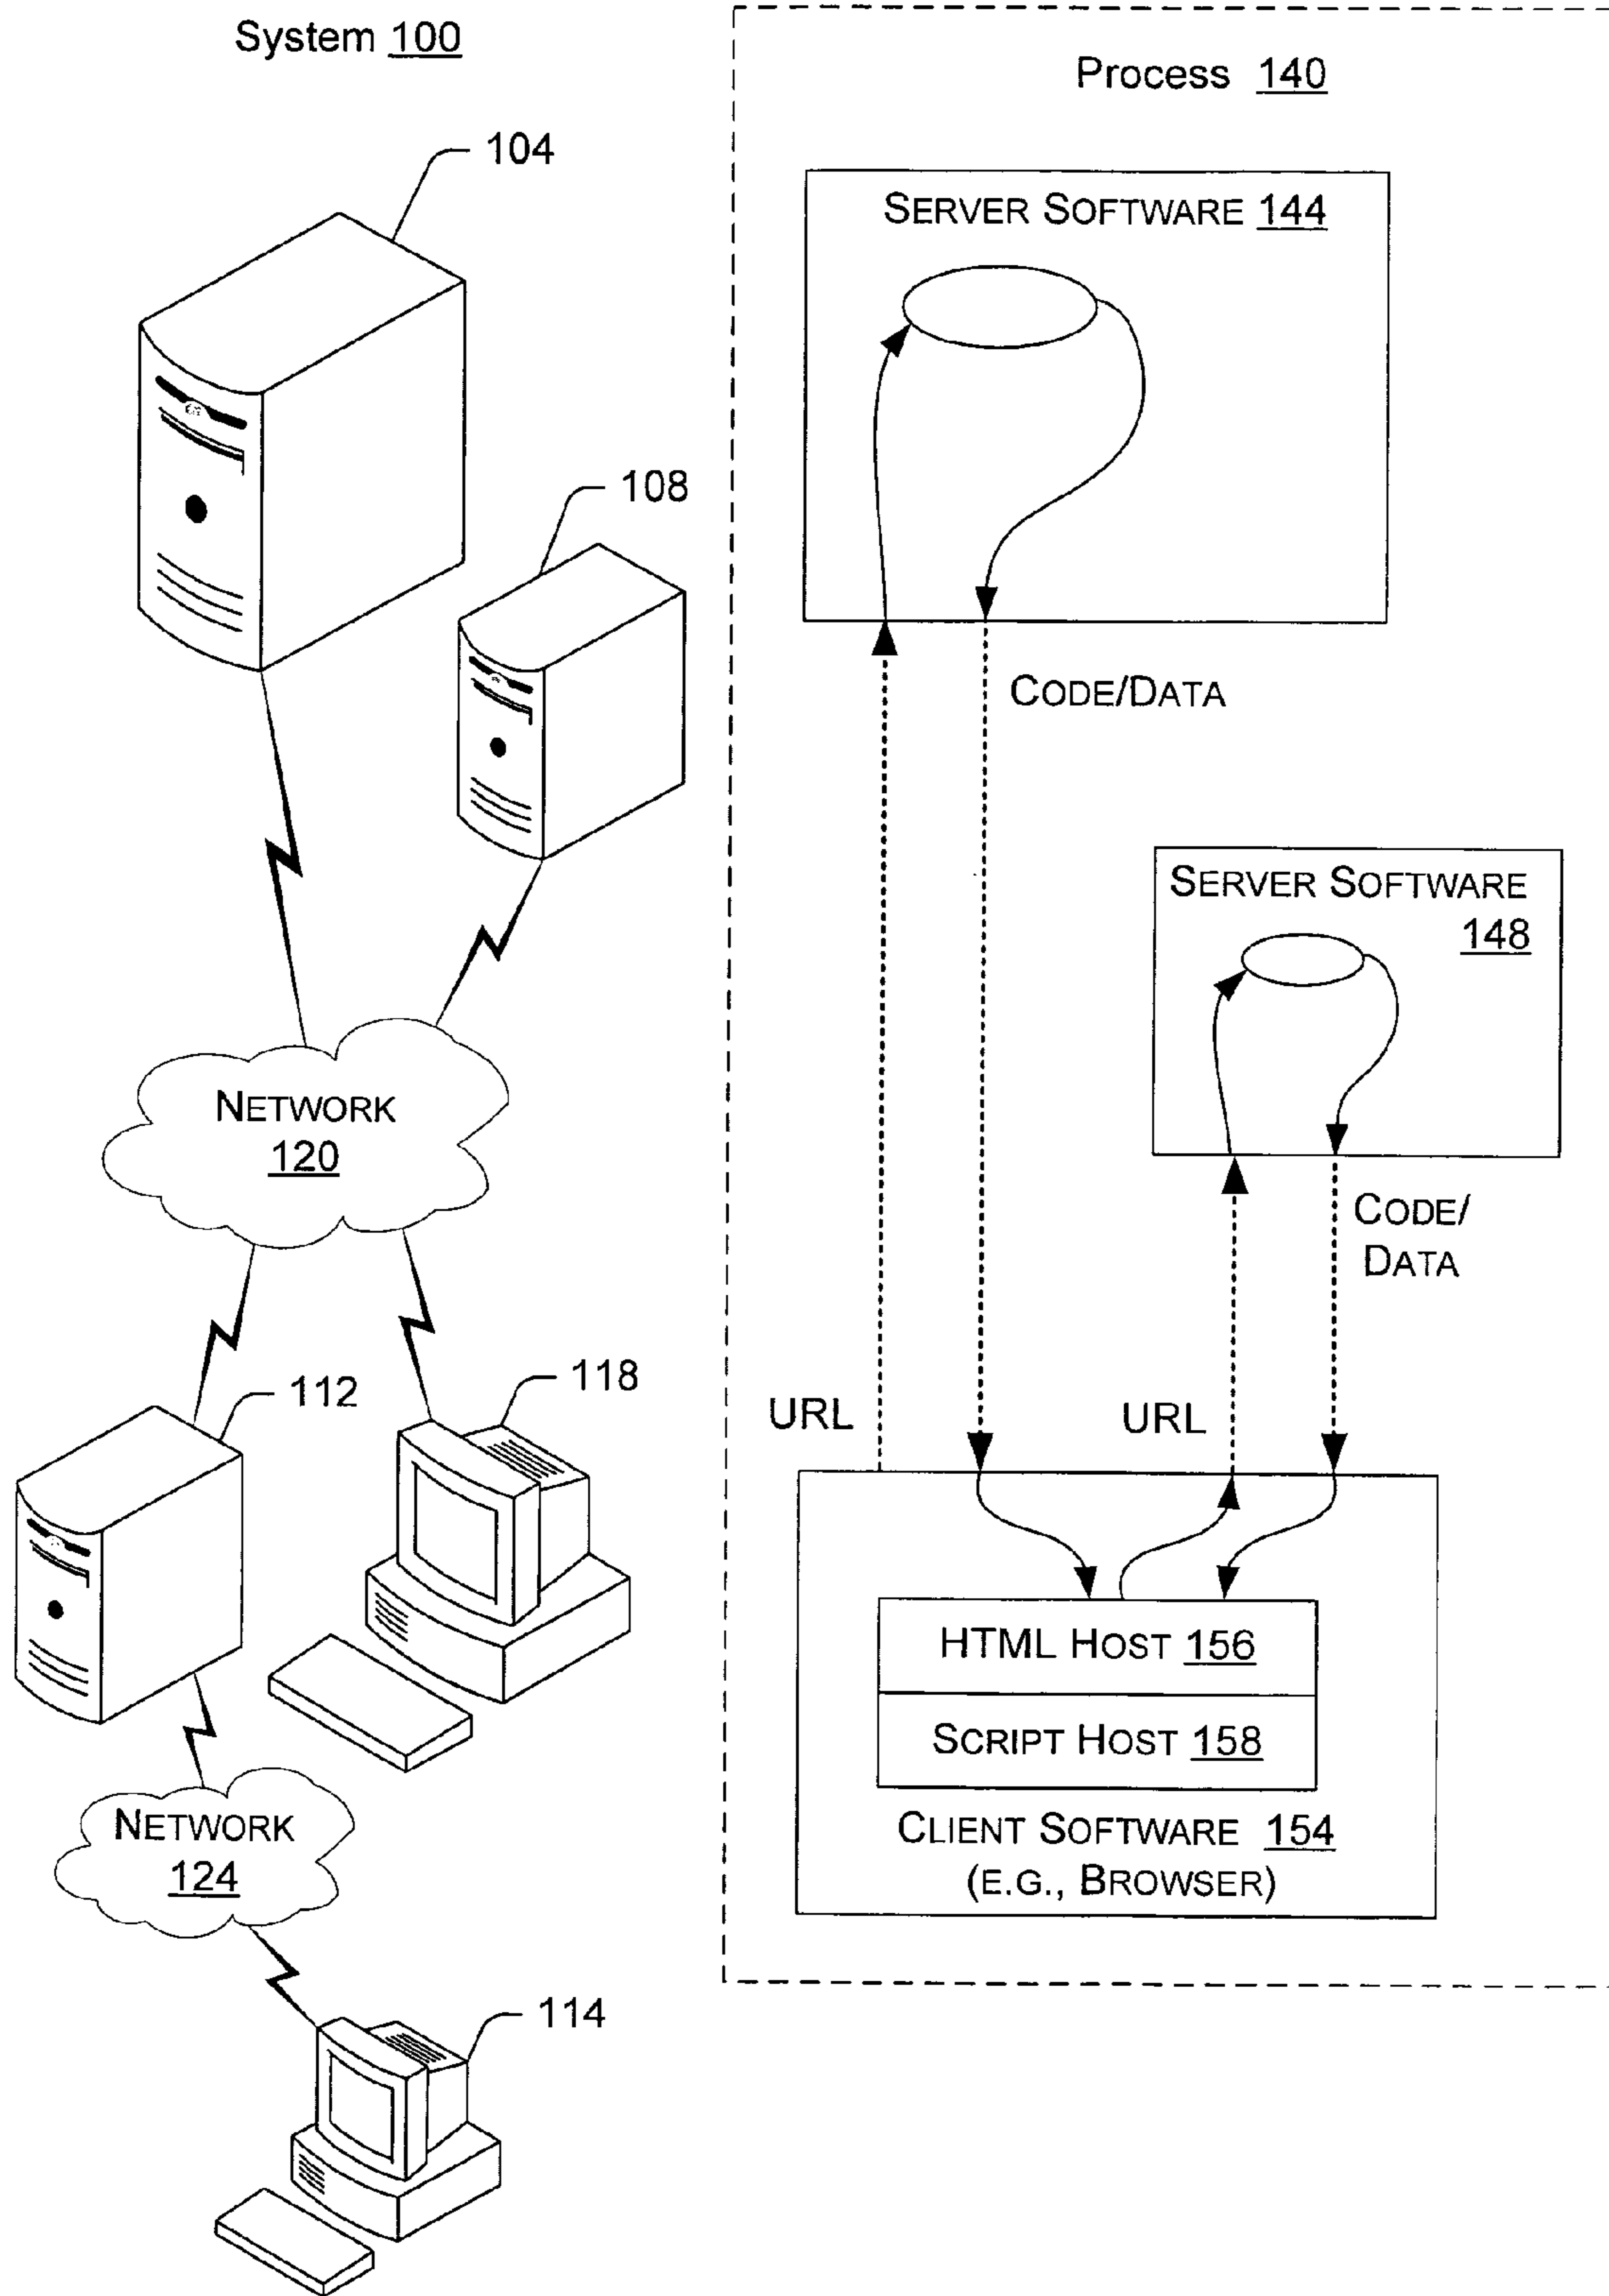 System 100
104
108
NETWORK
120
112
118
NETWORK
124
114
Process 140
SERVER SOFTWARE 144
CODE/DATA
SERVER SOFTWARE
148
CODE/
DATA
URL
URL
HTML HOST 156
SCRIPT HOST 158
CLIENT SOFTWARE 154
(E.G., BROWSER)